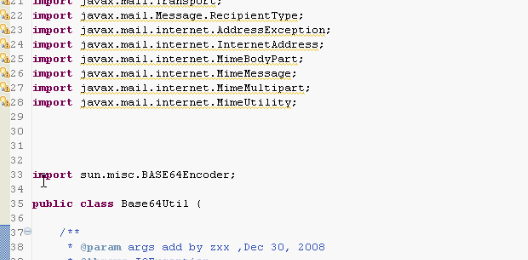 21 import javax.mail.Transport;
22 import javax.mail.Message.RecipientType;
23 import javax.mail.internet.AddressException;
24 import javax.mail.internet.InternetAddress;
25 import javax.mail.internet.MimeBodyPart;
26 import javax.mail.internet.MimeMessage;
27 import javax.mail.internet.MimeMultipart;
28 import javax.mail.internet.MimeUtility;
29
30
31
32
33 import sun.misc.BASE64Encoder;
34
35 public class Base64Util {
36
37 /**
38 * @param args add by zxx ,Dec 30, 2008